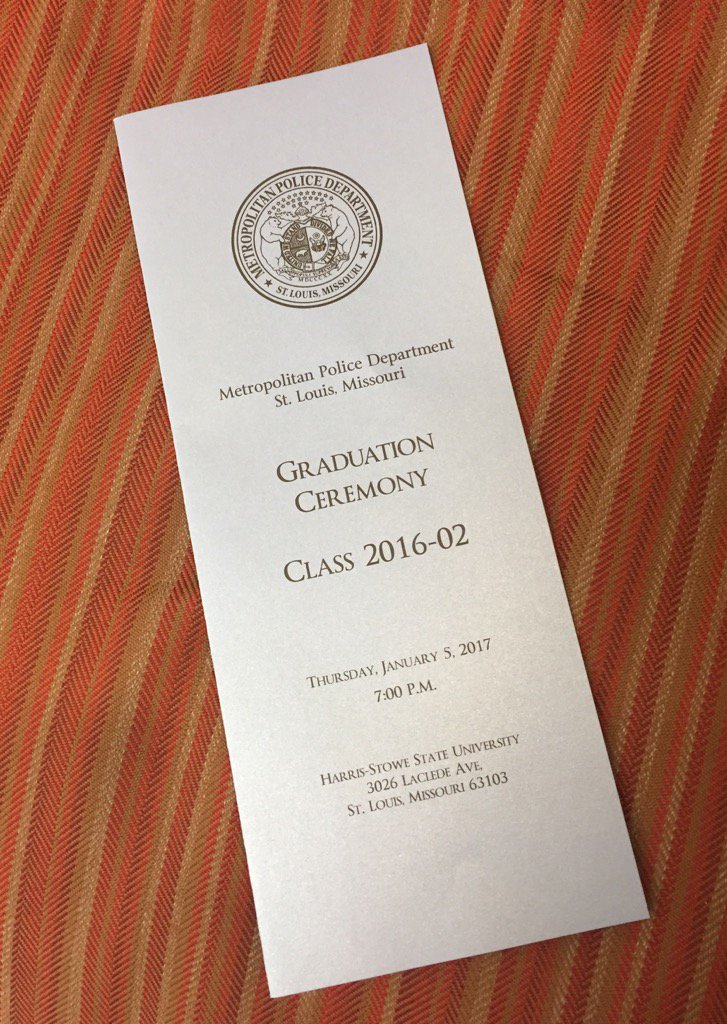 METROPOLITAN POLICE DEPARTMENT
★ ST. LOUIS, MISSOURI ★
Metropolitan Police Department
St. Louis, Missouri
GRADUATION
CEREMONY
CLASS 2016-02
THURSDAY, JANUARY 5, 2017
7:00 P.M.
HARRIS-STOWE STATE UNIVERSITY
3026 LACLEDE AVE,
ST. LOUIS, MISSOURI 63103